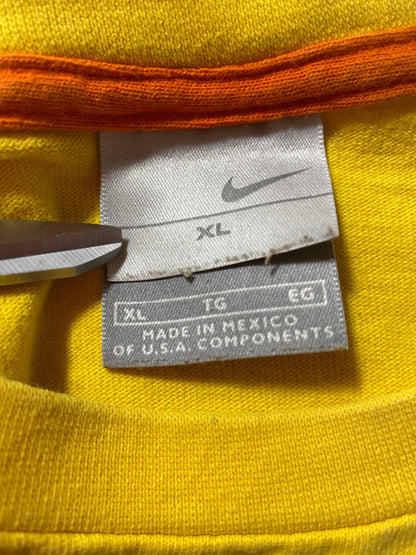 XL
XL TG EG
MADE IN MEXICO
OF U.S.A. COMPONENTS